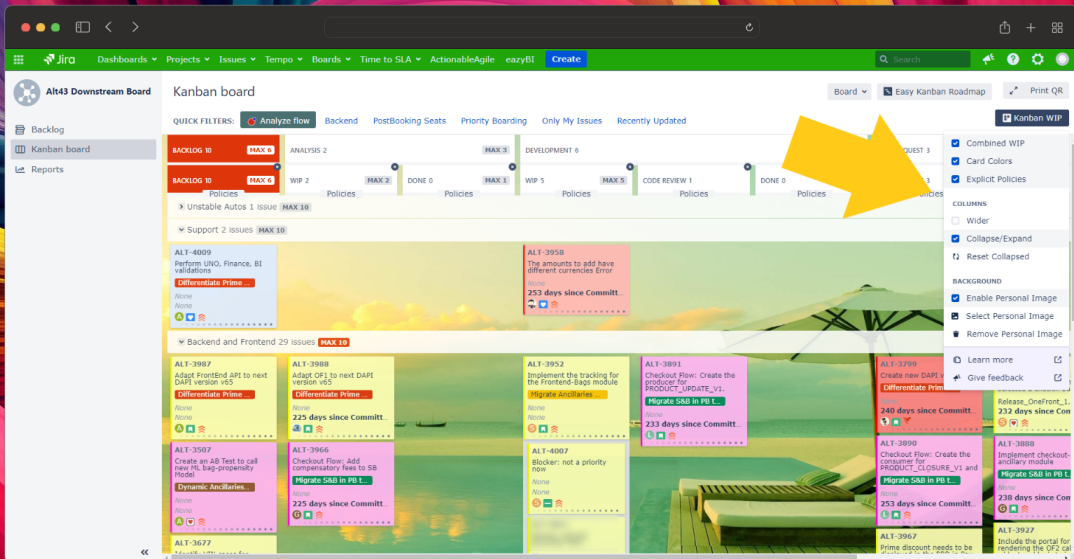 Jira
Dashboards
Projects
Issues
Tempo
Boards
Time to SLA
ActionableAgile
eazyBI
Create
Search
Alt43 Downstream Board
Backlog
Kanban board
Reports
Kanban board
Board
Easy Kanban Roadmap
Print QR
QUICK FILTERS:
Analyze flow
Backend
PostBooking Seats
Priority Boarding
Only My Issues
Recently Updated
Kanban WIP
BACKLOG 10
MAX 6
ANALYSIS 2
MAX 3
DEVELOPMENT 6
BACKLOG 10
MAX 6
WIP 2
MAX 2
DONE 0
MAX 1
WIP 5
MAX 5
CODE REVIEW 1
DONE 0
Policies
Policies
Policies
Policies
Policies
Policies
Unstable Autos 1 issue MAX 10
Support 2 issues MAX 10
ALT-4009
Perform UNO, Finance, BI
validations
Differentiate Prime ...
None
None
ALT-3958
The amounts to add have
different currencies Error
None
253 days since Committ...
Backend and Frontend 29 issues MAX 10
ALT-3987
Adapt FrontEnd API to next
DAPI version v65
Differentiate Prime ...
None
None
ALT-3988
Adapt OF1 to next DAPI
version v65
Differentiate Prime ...
None
225 days since Committ...
ALT-3952
Implement the tracking for
the Frontend-Bags module
Migrate Ancillaries ...
None
None
ALT-3891
Checkout Flow: Create the
producer for
PRODUCT_UPDATE_V1.
Migrate S&B in PB t...
None
233 days since Committ...
ALT-3799
Create new DAPI
Differentiate Prim
None
240 days since Committ...
Release_OneFront_1.
232 days since Com
ALT-3507
Create an AB Test to call
new ML bag-propensity
Model
Dynamic Ancillaries...
None
None
ALT-3966
Checkout Flow: Add
compensatory fees to SB
Migrate S&B in PB t...
None
225 days since Committ...
ALT-4007
Blocker: not a priority
now
None
None
ALT-3890
Checkout Flow: Create the
consumer for
PRODUCT_CLOSURE_V1 and
Migrate S&B in PB t...
None
253 days since Committ...
ALT-3888
Implement checkout-
ancillary module
Migrate S&B in PB t
None
238 days since Com
ALT-3677
ALT-3967
Prime discount needs to be
ALT-3927
Include the portal for
rendering the OF2 ca
Combined WIP
Card Colors
Explicit Policies
COLUMNS
Wider
Collapse/Expand
Reset Collapsed
BACKGROUND
Enable Personal Image
Select Personal Image
Remove Personal Image
Learn more
Give feedback